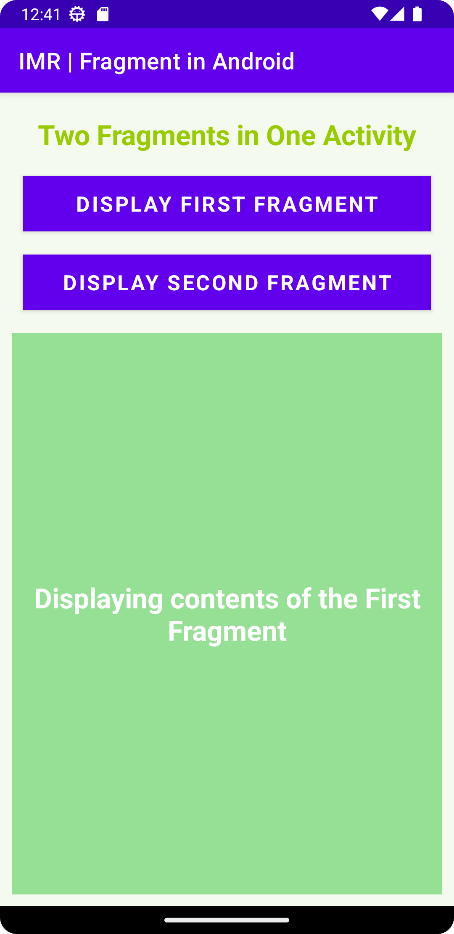 12:41
IMR | Fragment in Android
Two Fragments in One Activity
DISPLAY FIRST FRAGMENT
DISPLAY SECOND FRAGMENT
Displaying contents of the First
Fragment